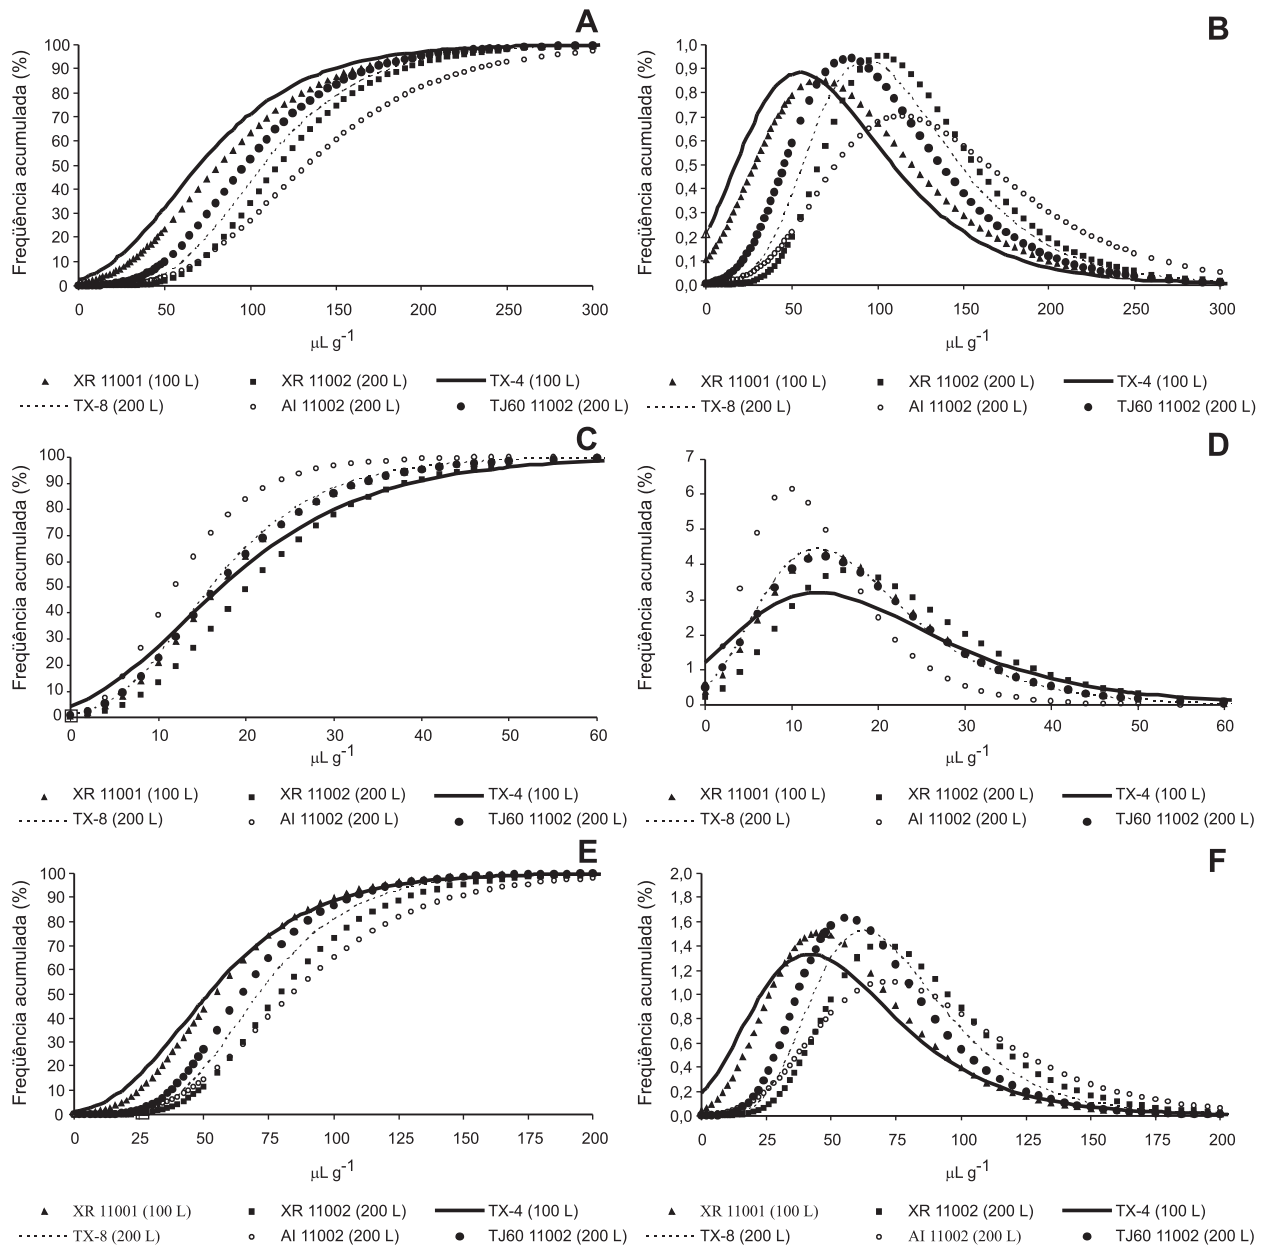 A
Freqüência acumulada (%)
100
90
80
70
60
50
40
30
20
10
0
0 50 100 150 200 250 300
µL g-1
XR 11001 (100 L) XR 11002 (200 L) TX-4 (100 L)
TX-8 (200 L) AI 11002 (200 L) TJ60 11002 (200 L)
B
Freqüência acumulada (%)
1,0
0,9
0,8
0,7
0,6
0,5
0,4
0,3
0,2
0,1
0,0
0 50 100 150 200 250 300
µL g-1
XR 11001 (100 L) XR 11002 (200 L) TX-4 (100 L)
TX-8 (200 L) AI 11002 (200 L) TJ60 11002 (200 L)
C
Freqüência acumulada (%)
100
90
80
70
60
50
40
30
20
10
0
0 10 20 30 40 50 60
µL g-1
XR 11001 (100 L) XR 11002 (200 L) TX-4 (100 L)
TX-8 (200 L) AI 11002 (200 L) TJ60 11002 (200 L)
D
Freqüência acumulada (%)
7
6
5
4
3
2
1
0
0 10 20 30 40 50 60
µL g-1
XR 11001 (100 L) XR 11002 (200 L) TX-4 (100 L)
TX-8 (200 L) AI 11002 (200 L) TJ60 11002 (200 L)
E
Freqüência acumulada (%)
100
90
80
70
60
50
40
30
20
10
0
0 25 50 75 100 125 150 175 200
µL g-1
XR 11001 (100 L) XR 11002 (200 L) TX-4 (100 L)
TX-8 (200 L) AI 11002 (200 L) TJ60 11002 (200 L)
F
Freqüência acumulada (%)
2,0
1,8
1,6
1,4
1,2
1,0
0,8
0,6
0,4
0,2
0,0
0 25 50 75 100 125 150 175 200
µL g-1
XR 11001 (100 L) XR 11002 (200 L) TX-4 (100 L)
TX-8 (200 L) AI 11002 (200 L) TJ60 11002 (200 L)